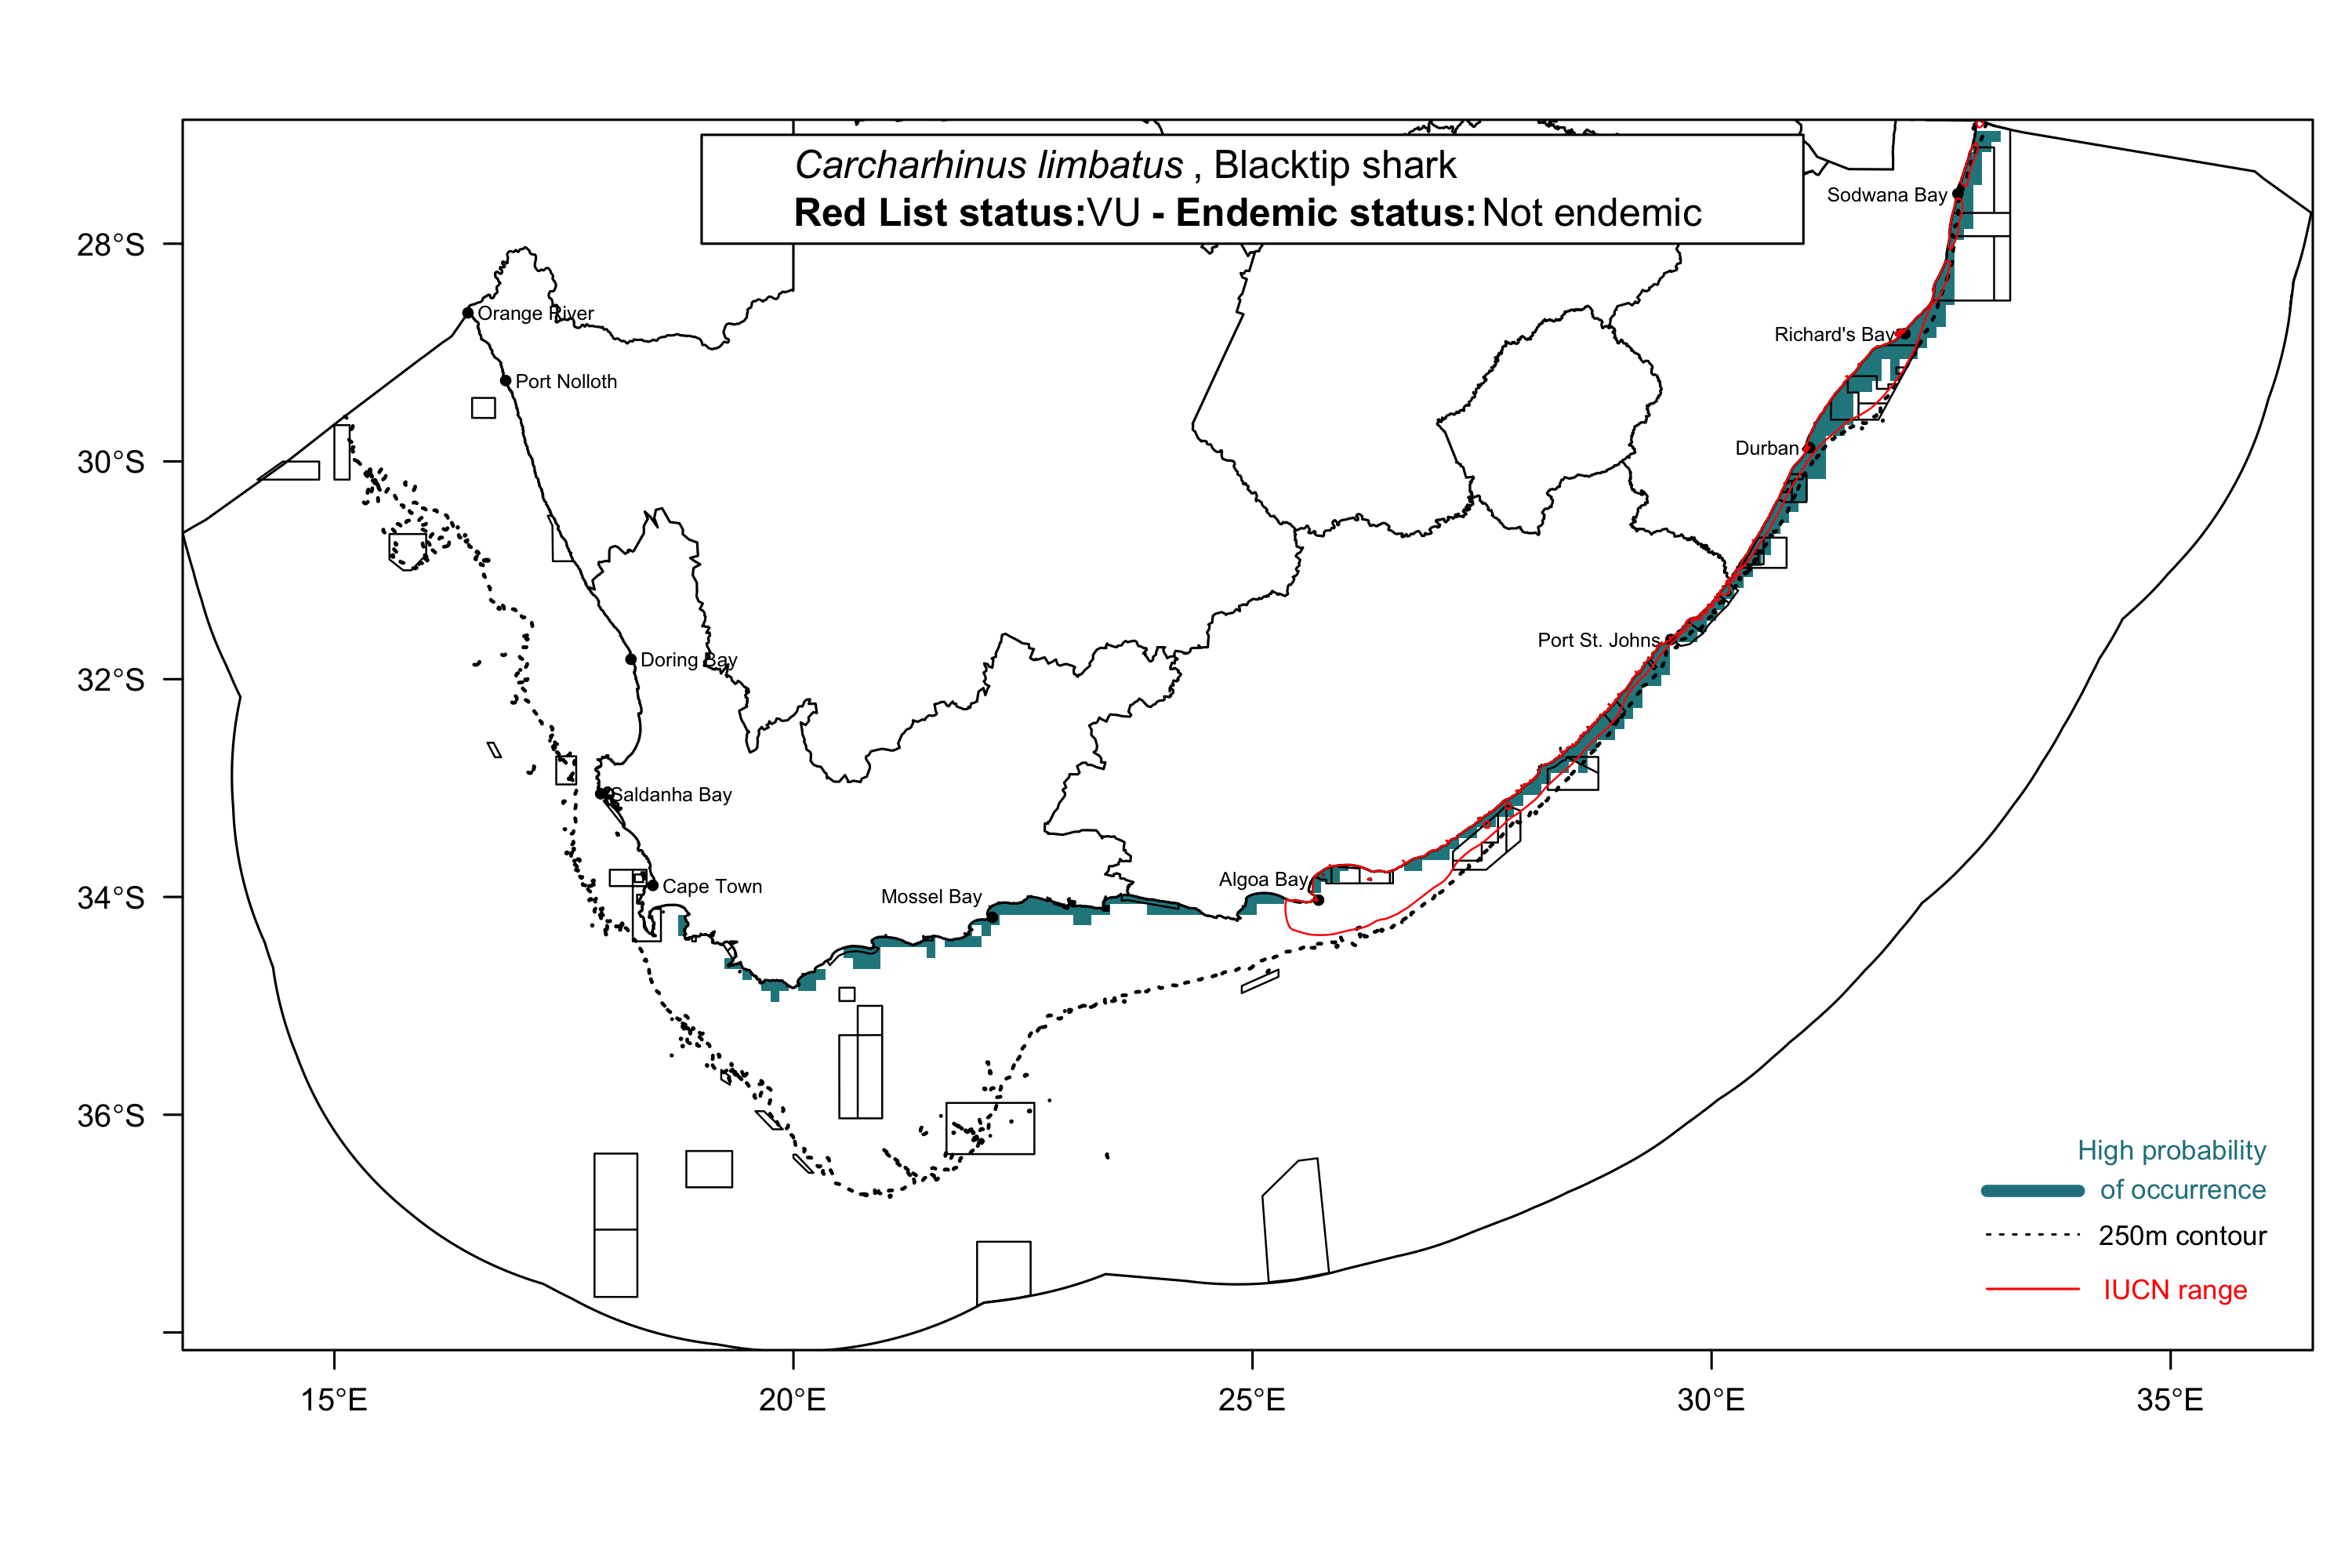 Carcharhinus limbatus , Blacktip shark
Red List status:VU - Endemic status: Not endemic
28°S
30°S
32°S
34°S
36°S
Sodwana Bay
Orange River
Richard's Bay
Port Nolloth
Durban
Port St. Johns
Doring Bay
Saldanha Bay
Algoa Bay
Cape Town
Mossel Bay
High probability
of occurrence
250m contour
IUCN range
15°E
20°E
25°E
30°E
35°E